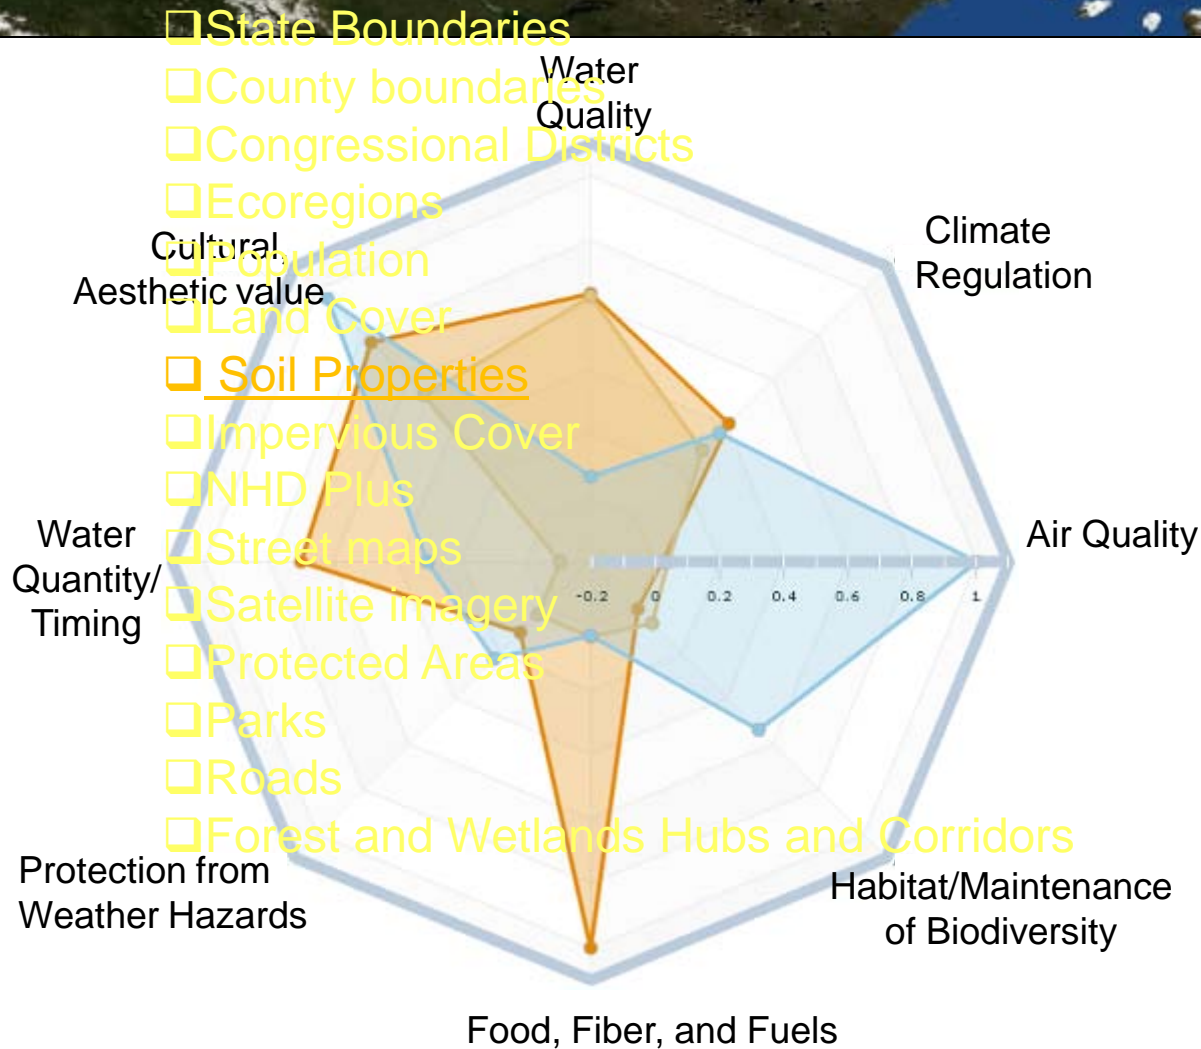 ❑State Boundaries
❑County boundaries
❑Congressional Districts
❑Ecoregions
❑Population
❑Land Cover
❑ Soil Properties
❑Impervious Cover
❑NHD Plus
❑Street maps
❑Satellite imagery
❑Protected Areas
❑Parks
❑Roads
❑Forest and Wetlands Hubs and Corridors
Water
Quality
Climate
Regulation
Cultural,
Aesthetic value
Air Quality
Water
Quantity/
Timing
-0.2 0 0.2 0.4 0.6 0.8 1
Protection from
Weather Hazards
Habitat/Maintenance
of Biodiversity
Food, Fiber, and Fuels